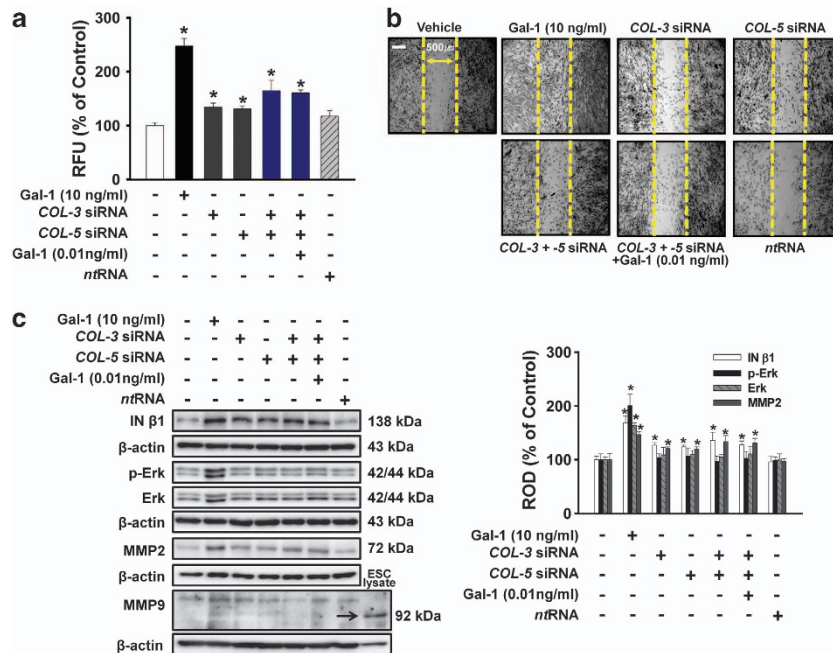 a
RFU (% of Control)
300
200
100
0
* * * * * *
Gal-1 (10 ng/ml) - + - - - - -
COL-3 siRNA - - + - + + -
COL-5 siRNA - - - + + + -
Gal-1 (0.01ng/ml) - - - - - + -
ntRNA - - - - - - +
b
Vehicle Gal-1 (10 ng/ml) COL-3 siRNA COL-5 siRNA
500㎛
COL-3 + -5 siRNA COL-3 + -5 siRNA ntRNA
+Gal-1 (0.01 ng/ml)
c
Gal-1 (10 ng/ml) - + - - - - -
COL-3 siRNA - - + - + + -
COL-5 siRNA - - - + + + -
Gal-1 (0.01ng/ml) - - - - - + -
ntRNA - - - - - - +
IN β1 138 kDa
β-actin 43 kDa
p-Erk 42/44 kDa
Erk 42/44 kDa
β-actin 43 kDa
MMP2 72 kDa
β-actin ESC lysate
MMP9 92 kDa
β-actin
ROD (% of Control)
300
200
100
0
IN β1
p-Erk
Erk
MMP2
* * * * * * * * * * * *
Gal-1 (10 ng/ml) - + - - - - -
COL-3 siRNA - - + - + + -
COL-5 siRNA - - - + + + -
Gal-1 (0.01ng/ml) - - - - - + -
ntRNA - - - - - - +